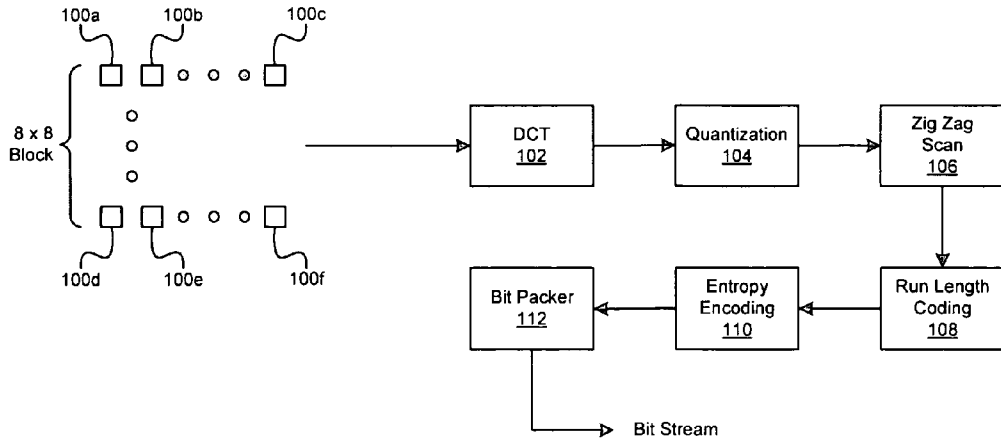 100a
100b
100c
8 x 8
Block
100d
100e
100f
DCT
102
Quantization
104
Zig Zag
Scan
106
Bit Packer
112
Entropy
Encoding
110
Run Length
Coding
108
Bit Stream